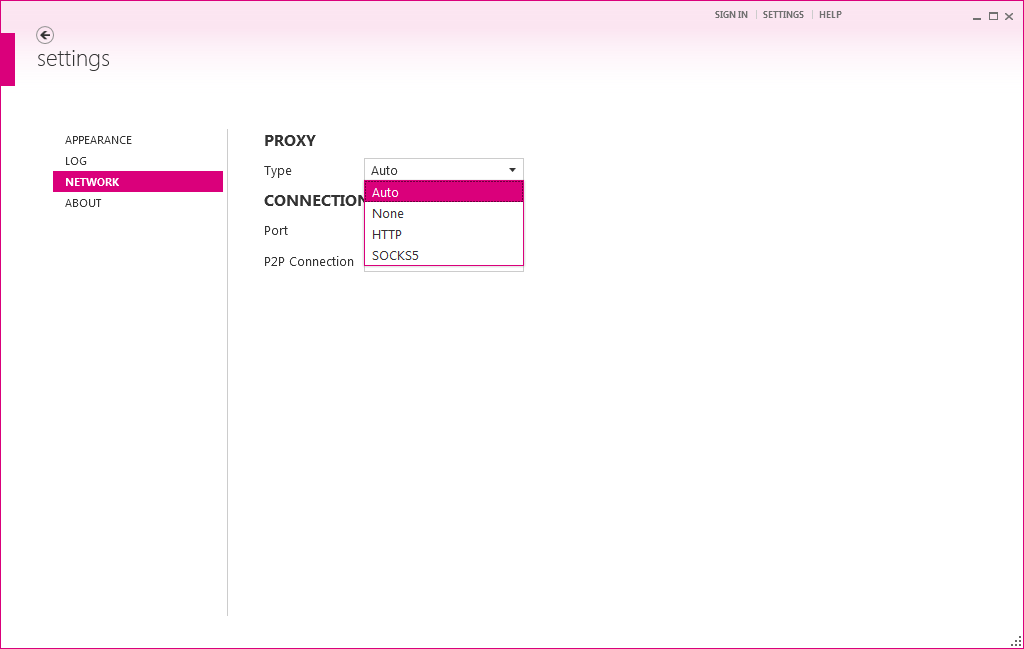 SIGN IN SETTINGS HELP
settings
APPEARANCE
LOG
NETWORK
ABOUT
PROXY
Type Auto
Auto
None
HTTP
SOCKS5
CONNECTION
Port
P2P Connection